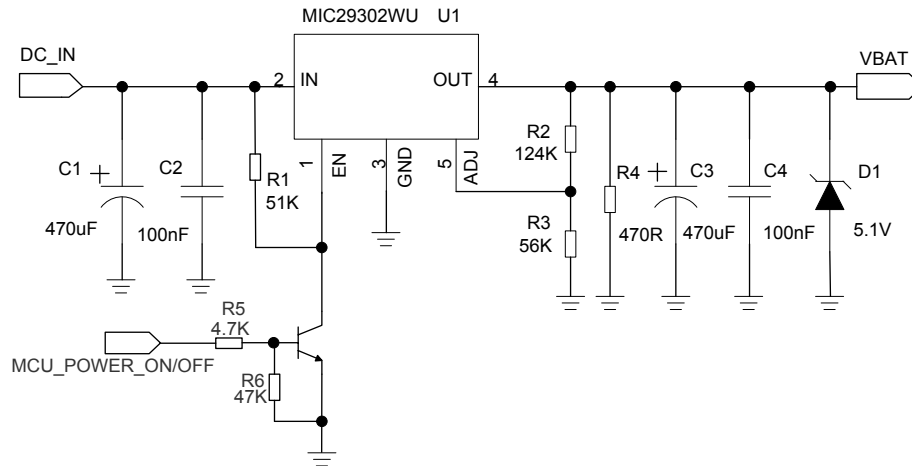 MIC29302WU U1
DC_IN
VBAT
2 IN
OUT 4
1
EN
3
GND
5
ADJ
C1
+
470uF
C2
100nF
R1
51K
R2
124K
R3
56K
R4
470R
+
C3
470uF
C4
100nF
D1
5.1V
R5
4.7K
MCU_POWER_ON/OFF
R6
47K